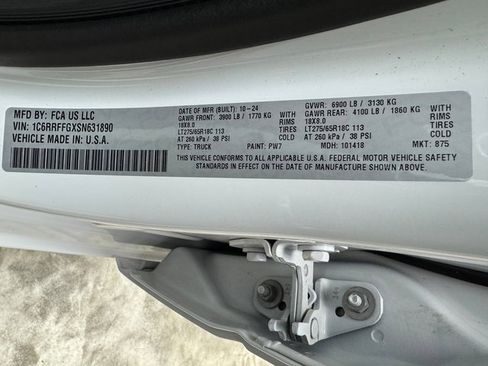 MFD BY: FCA US LLC
VIN: 1C6RRFFGXSN631890
VEHICLE MADE IN: U.S.A.
DATE OF MFR (BUILT): 10-24
GAWR FRONT: 3900 LB / 1770 KG WITH
18X8.0 RIMS
LT275/65R18C 113 TIRES
AT 260 kPa / 38 PSI COLD
TYPE: TRUCK
GVWR: 6900 LB / 3130 KG
GAWR REAR: 4100 LB / 1860 KG WITH
18X8.0 RIMS
LT275/65R18C 113 TIRES
AT 260 kPa / 38 PSI COLD
PAINT: PW7 MDH: 101418 MKT: 875
THIS VEHICLE CONFORMS TO ALL APPLICABLE U.S.A. FEDERAL MOTOR VEHICLE SAFETY
STANDARDS IN EFFECT ON THE DATE OF MANUFACTURE SHOWN ABOVE.